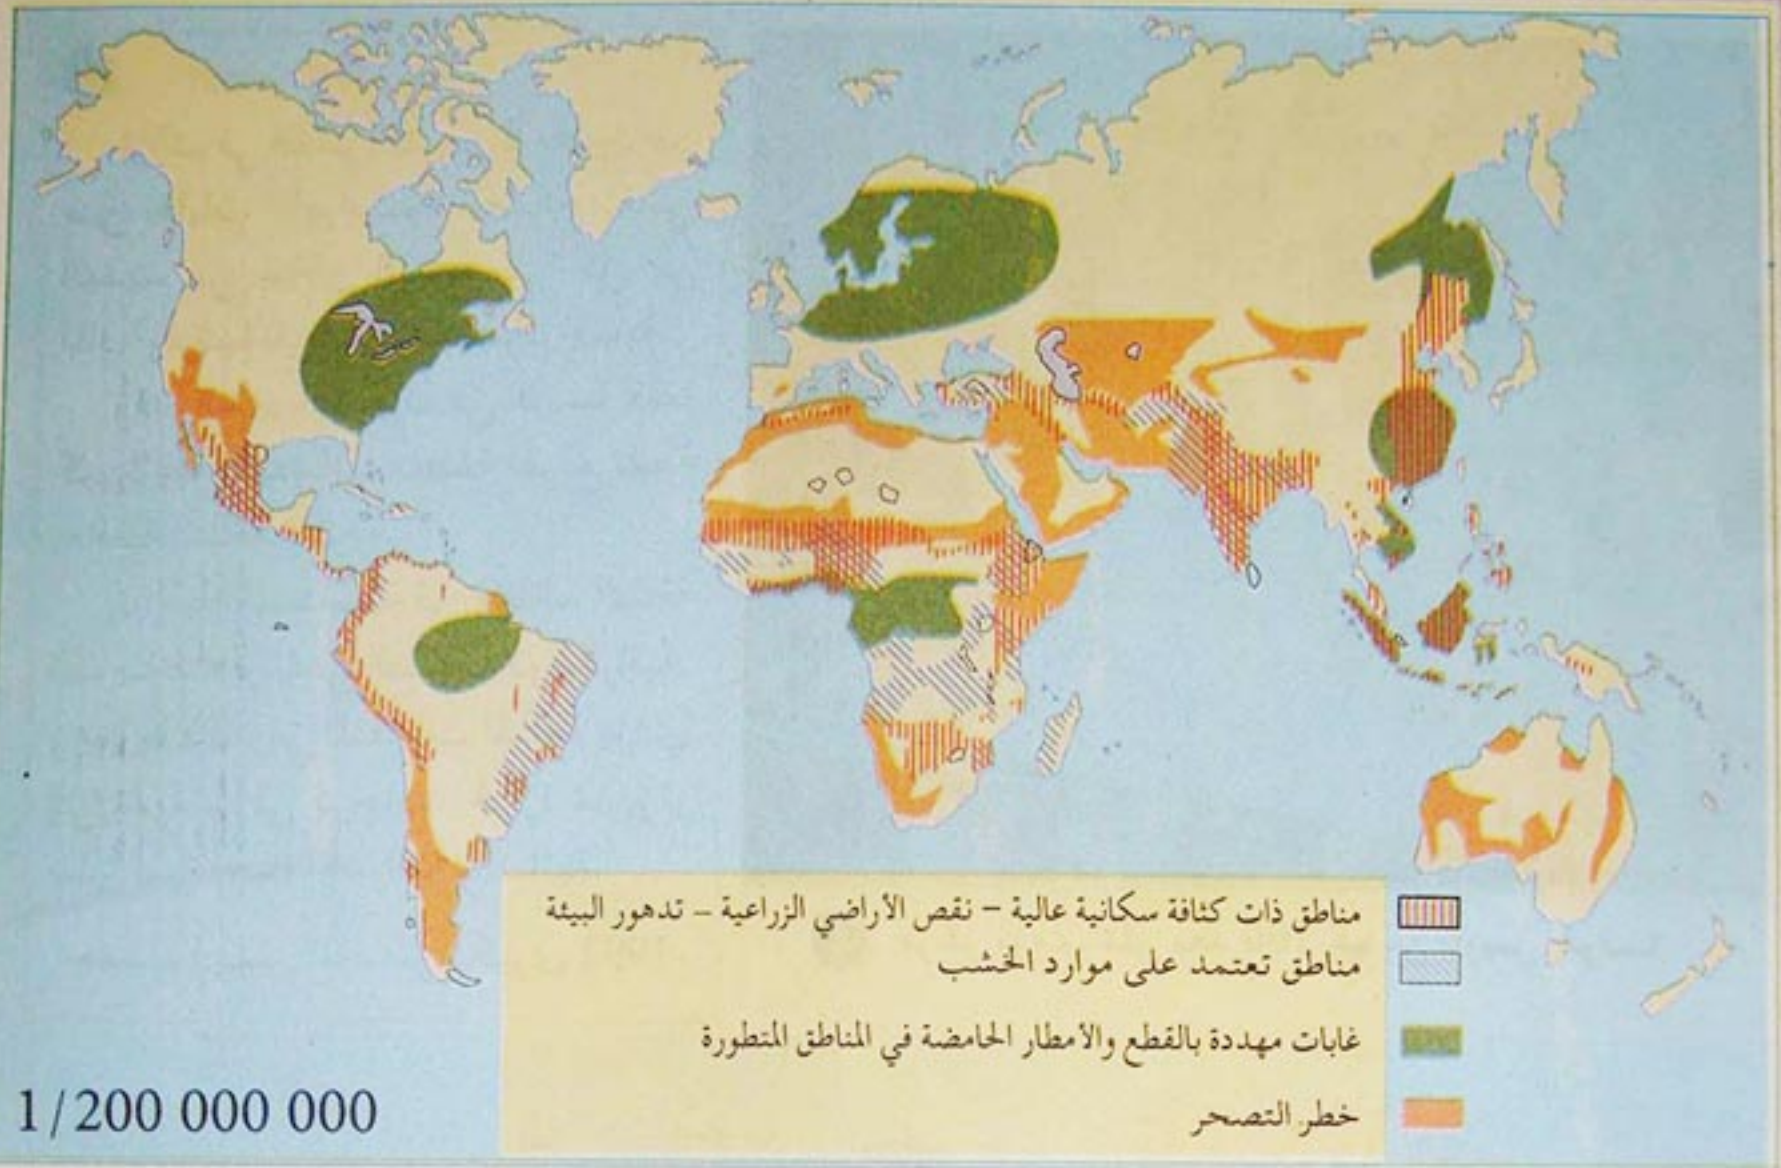 مناطق ذات كثافة سكانية عالية – نقص الأراضي الزراعية – تدهور البيئة
مناطق تعتمد على موارد الخشب
غابات مهددة بالقطع والأمطار الحامضة في المناطق المتطورة
خطر التصحر
1/200 000 000